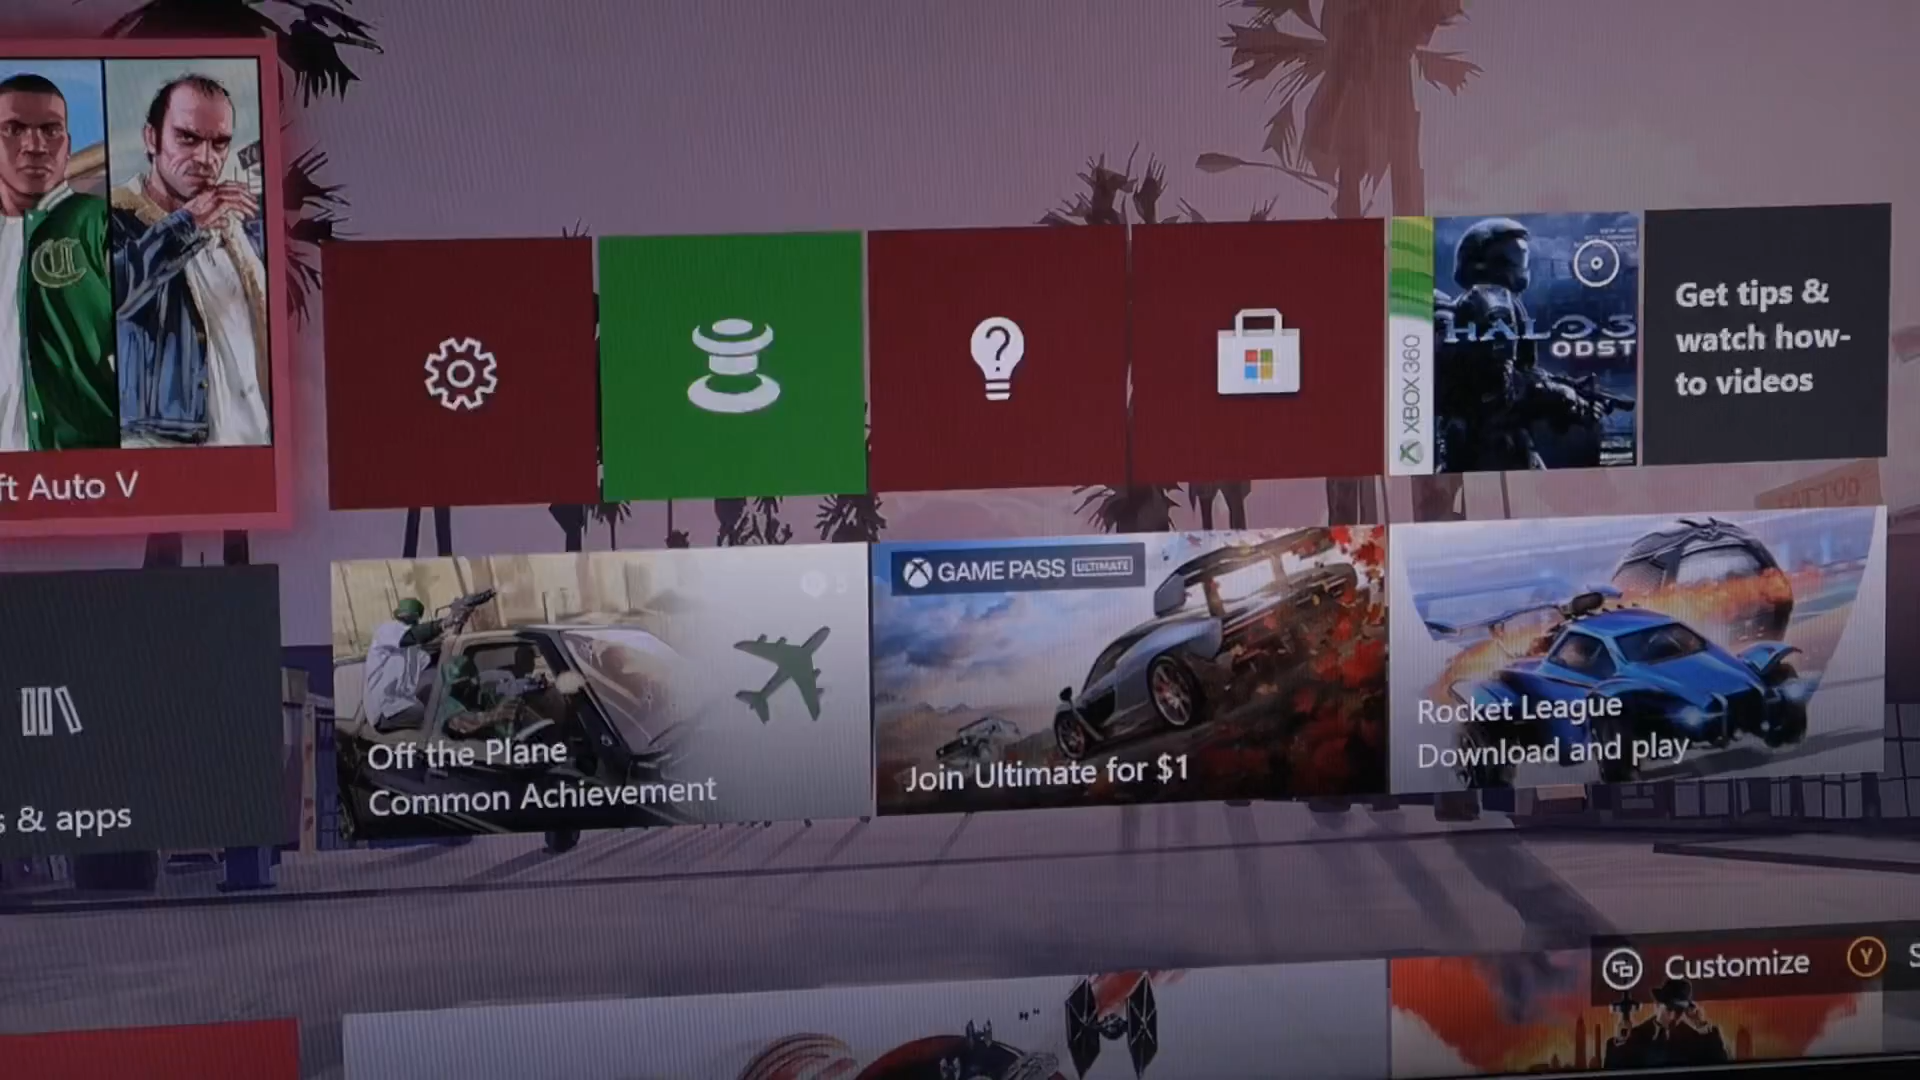 ft Auto V
XBOX 360
HALO 3
ODST
Get tips &
watch how-
to videos
TATTOO
Off the Plane
Common Achievement
GAME PASS ULTIMATE
Join Ultimate for $1
Rocket League
Download and play
s & apps
Customize
Y
S